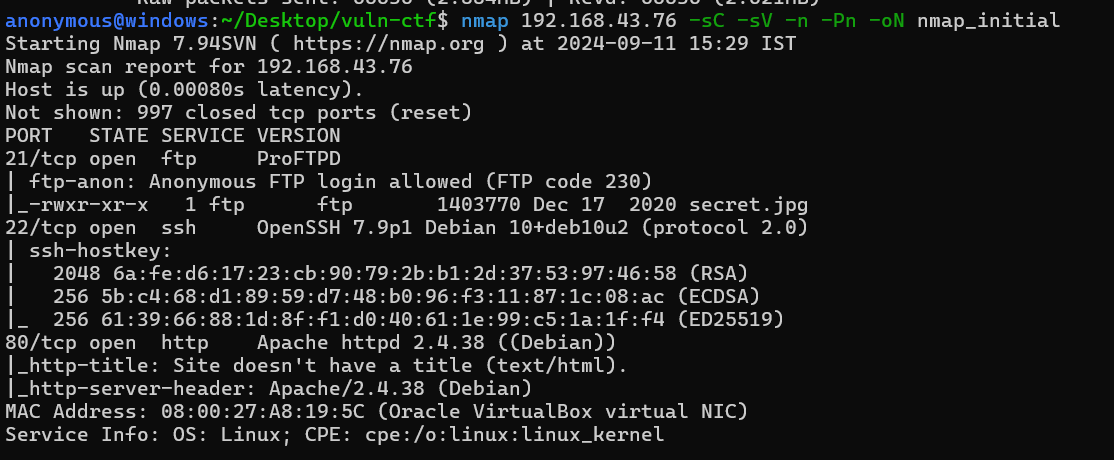 anonymous@windows:~/Desktop/vuln-ctf$ nmap 192.168.43.76 -sC -sV -n -Pn -oN nmap_initial
Starting Nmap 7.94SVN ( https://nmap.org ) at 2024-09-11 15:29 IST
Nmap scan report for 192.168.43.76
Host is up (0.00080s latency).
Not shown: 997 closed tcp ports (reset)
PORT   STATE SERVICE VERSION
21/tcp open  ftp     ProFTPD
| ftp-anon: Anonymous FTP login allowed (FTP code 230)
|_-rwxr-xr-x   1 ftp      ftp       1403770 Dec 17  2020 secret.jpg
22/tcp open  ssh     OpenSSH 7.9p1 Debian 10+deb10u2 (protocol 2.0)
| ssh-hostkey:
|   2048 6a:fe:d6:17:23:cb:90:79:2b:b1:2d:37:53:97:46:58 (RSA)
|   256 5b:c4:68:d1:89:59:d7:48:b0:96:f3:11:87:1c:08:ac (ECDSA)
|_  256 61:39:66:88:1d:8f:f1:d0:40:61:1e:99:c5:1a:1f:f4 (ED25519)
80/tcp open  http    Apache httpd 2.4.38 ((Debian))
|_http-title: Site doesn't have a title (text/html).
|_http-server-header: Apache/2.4.38 (Debian)
MAC Address: 08:00:27:A8:19:5C (Oracle VirtualBox virtual NIC)
Service Info: OS: Linux; CPE: cpe:/o:linux:linux_kernel